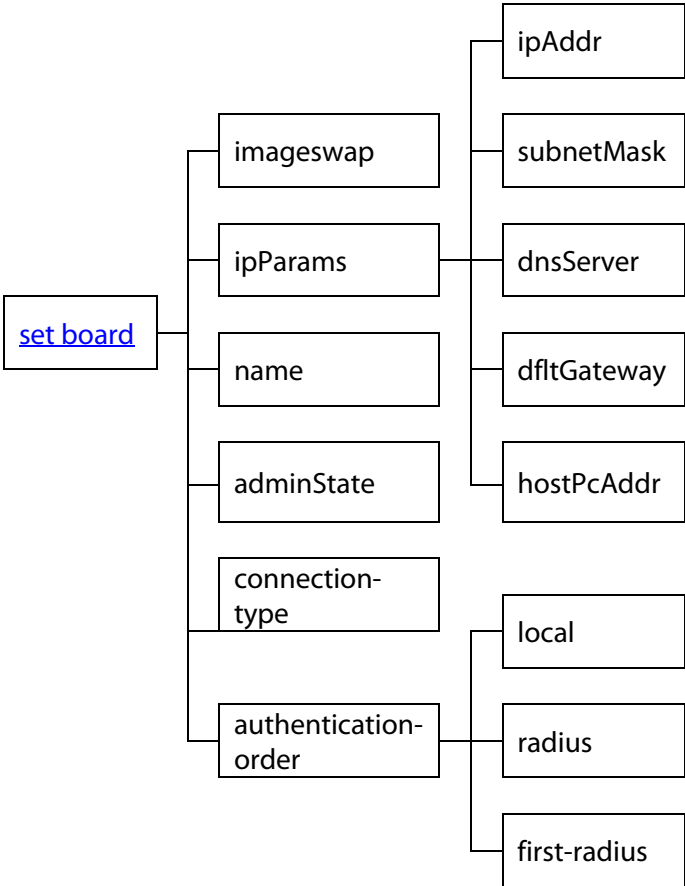 set board
imageswap
ipParams
name
adminState
connection-
type
authentication-
order
ipAddr
subnetMask
dnsServer
dfltGateway
hostPcAddr
local
radius
first-radius